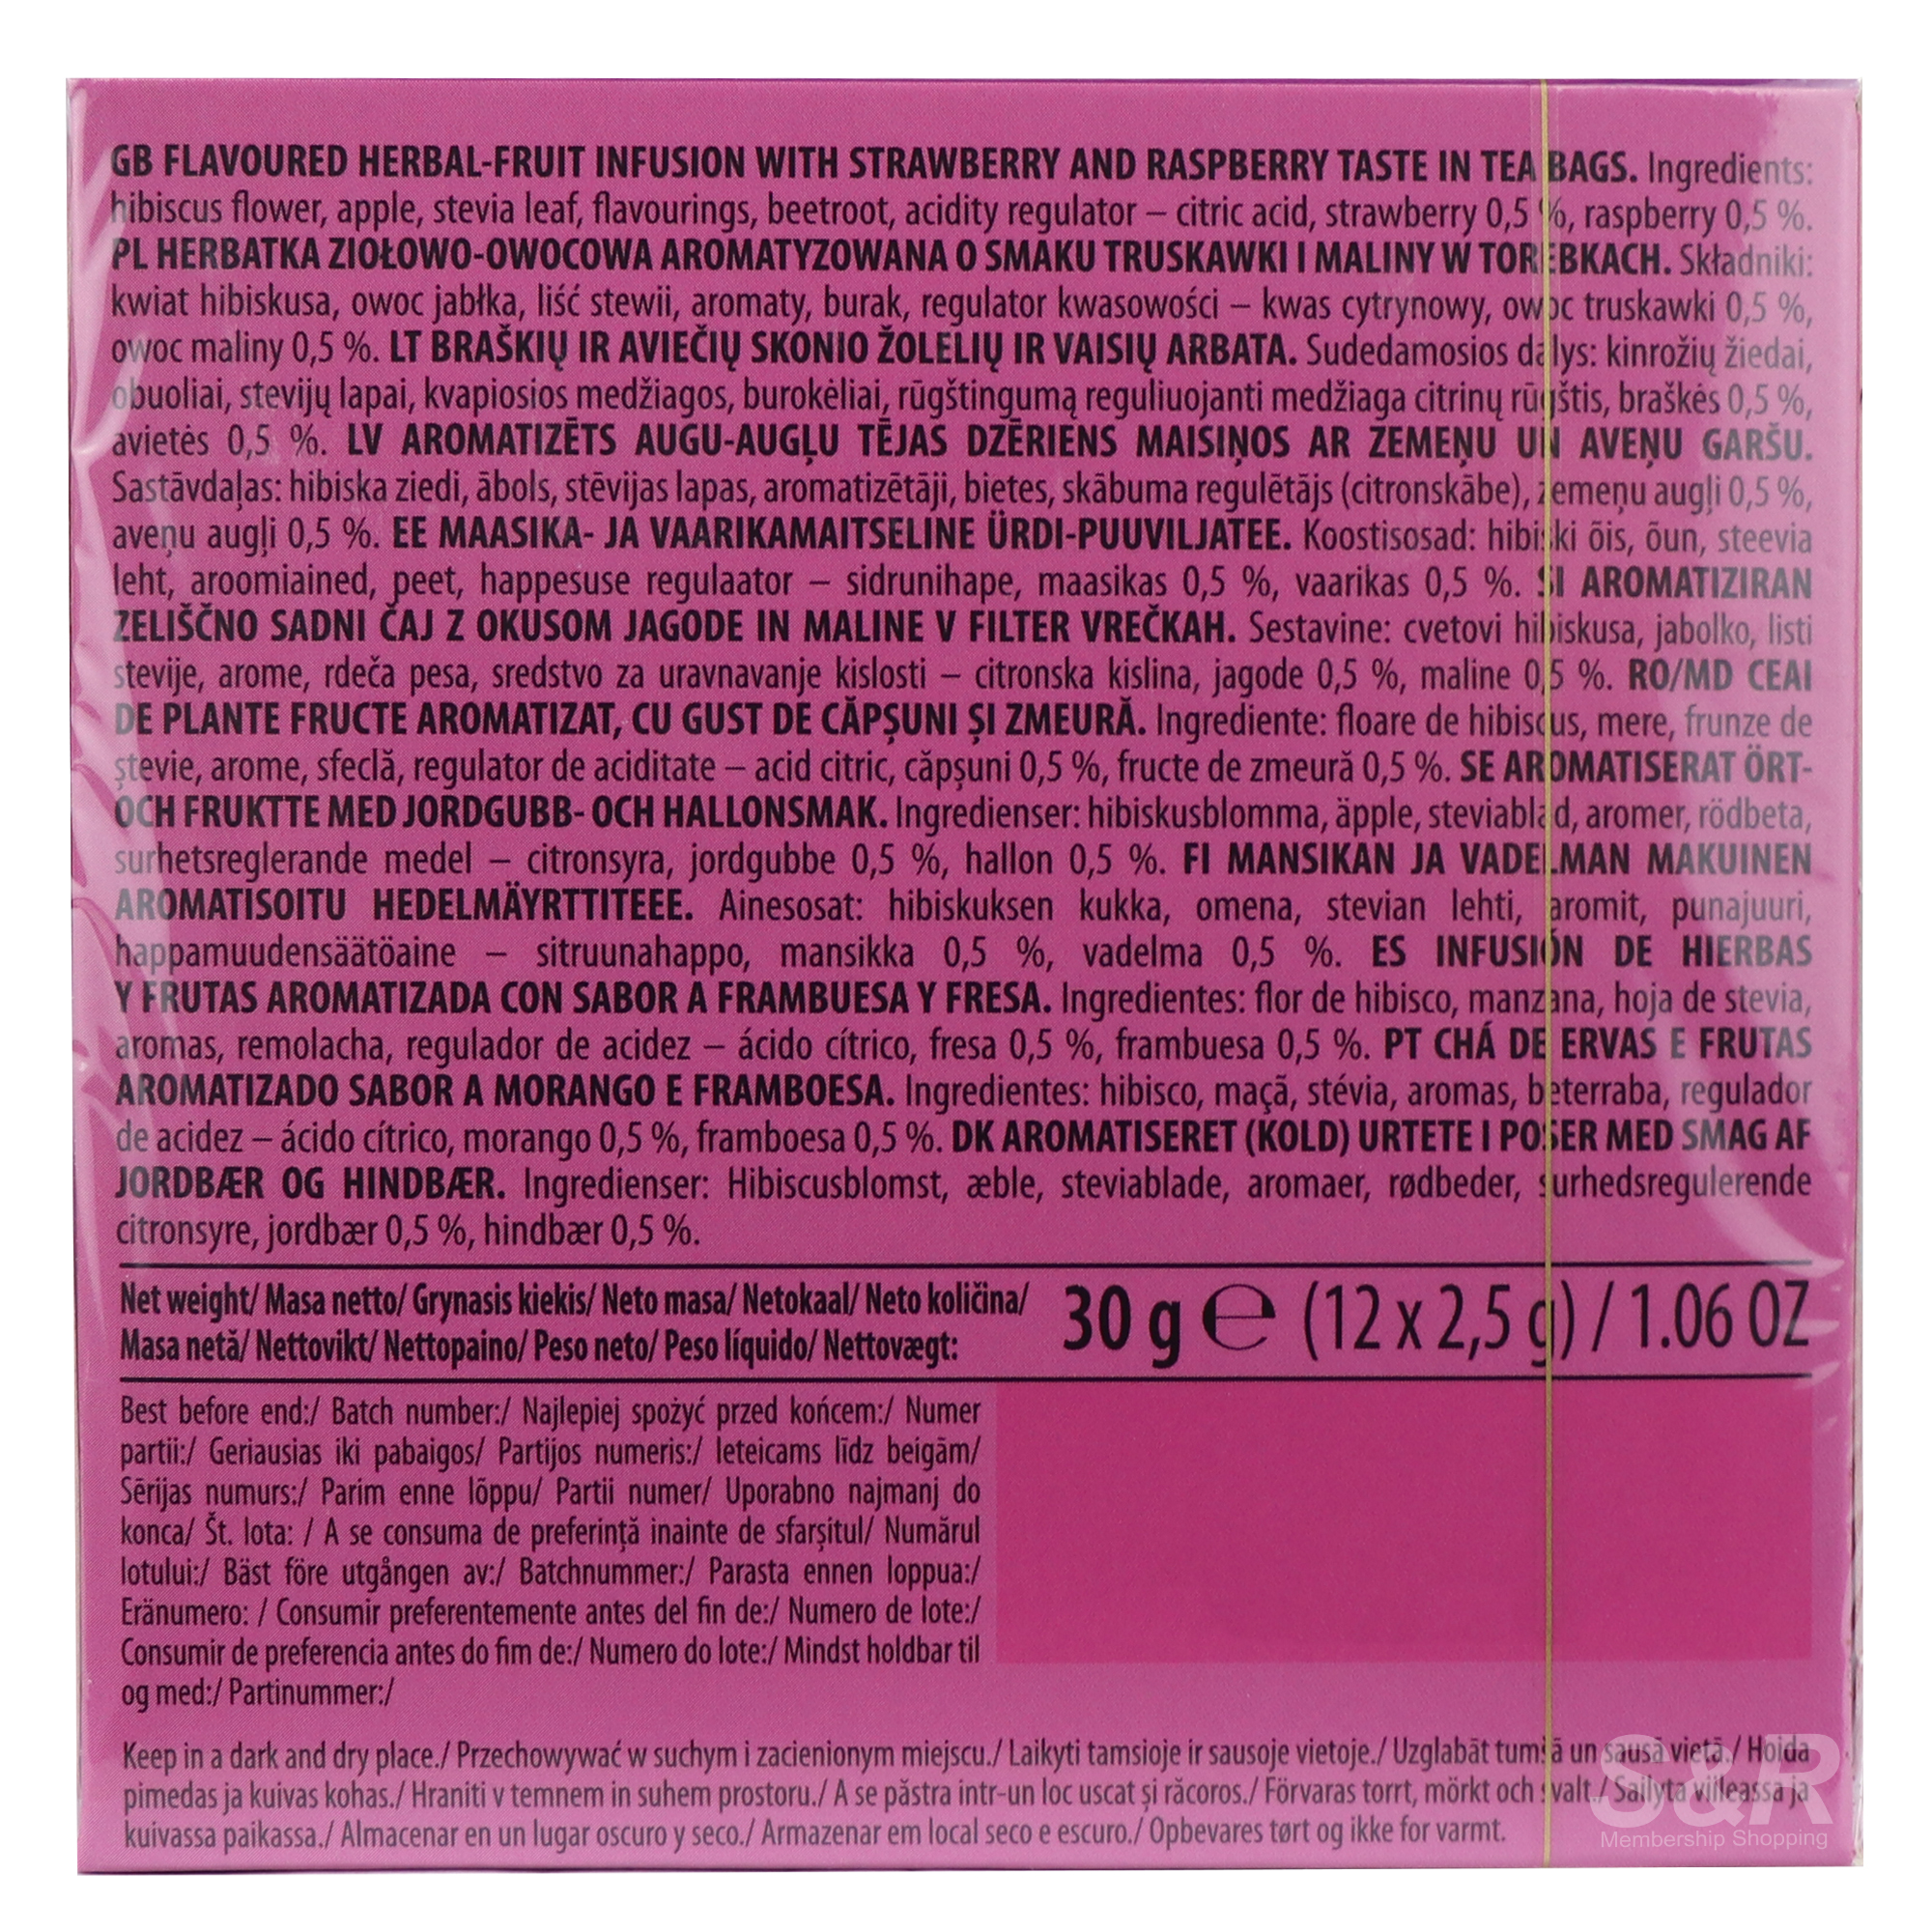 GB FLAVOURED HERBAL-FRUIT INFUSION WITH STRAWBERRY AND RASPBERRY TASTE IN TEA BAGS. Ingredients:
hibiscus flower, apple, stevia leaf, flavourings, beetroot, acidity regulator – citric acid, strawberry 0,5 %, raspberry 0,5 %.
PL HERBATKA ZIOŁOWO-OWOCOWA AROMATYZOWANA O SMAKU TRUSKAWKI I MALINY W TOREBKACH. Składniki:
kwiat hibiskusa, owoc jabłka, liść stewii, aromaty, burak, regulator kwasowości – kwas cytrynowy, owoc truskawki 0,5 %,
owoc maliny 0,5 %. LT BRAŠKIŲ IR AVIEČIŲ SKONIO ŽOLELIŲ IR VAISIŲ ARBATA. Sudedamosios dalys: kinrožių žiedai,
obuoliai, stevijų lapai, kvapiosios medžiagos, burokėliai, rūgštingumą reguliuojanti medžiaga citrinų rūgštis, braškės 0,5 %,
avietės 0,5 %. LV AROMATIZĒTS AUGU-AUGĻU TĒJAS DZĒRIENS MAISIŅOS AR ZEMEŅU UN AVEŅU GARŠU.
Sastāvdaļas: hibiska ziedi, ābols, stēvijas lapas, aromatizētāji, bietes, skābuma regulētājs (citronskābe), zemeņu augļi 0,5 %,
aveņu augļi 0,5 %. EE MAASIKA- JA VAARIKAMAITSELINE ÜRDI-PUUVILJATEE. Koostisosad: hibiski õis, õun, steevia
leht, aroomiained, peet, happesuse regulaator – sidrunihape, maasikas 0,5 %, vaarikas 0,5 %. SI AROMATIZIRAN
ZELIŠČNO SADNI ČAJ Z OKUSOM JAGODE IN MALINE V FILTER VREČKAH. Sestavine: cvetovi hibiskusa, jabolko, listi
stevije, arome, rdeča pesa, sredstvo za uravnavanje kislosti – citronska kislina, jagode 0,5 %, maline 0,5 %. RO/MD CEAI
DE PLANTE FRUCTE AROMATIZAT, CU GUST DE CĂPȘUNI ȘI ZMEURĂ. Ingrediente: floare de hibiscus, mere, frunze de
ștevie, arome, sfeclă, regulator de aciditate – acid citric, căpșuni 0,5 %, fructe de zmeură 0,5 %. SE AROMATISERAT ÖRT-
OCH FRUKTTE MED JORDGUBB- OCH HALLONSMAK. Ingredienser: hibiskusblomma, äpple, steviablad, aromer, rödbeta,
surhetsreglerande medel – citronsyra, jordgubbe 0,5 %, hallon 0,5 %. FI MANSIKAN JA VADELMAN MAKUINEN
AROMATISOITU HEDELMÄYRTTITEEE. Ainesosat: hibiskuksen kukka, omena, stevian lehti, aromit, punajuuri,
happamuudensäätöaine – sitruunahappo, mansikka 0,5 %, vadelma 0,5 %. ES INFUSIÓN DE HIERBAS
Y FRUTAS AROMATIZADA CON SABOR A FRAMBUESA Y FRESA. Ingredientes: flor de hibisco, manzana, hoja de stevia,
aromas, remolacha, regulador de acidez – ácido cítrico, fresa 0,5 %, frambuesa 0,5 %. PT CHÁ DE ERVAS E FRUTAS
AROMATIZADO SABOR A MORANGO E FRAMBOESA. Ingredientes: hibisco, maçã, stévia, aromas, beterraba, regulador
de acidez – ácido cítrico, morango 0,5 %, framboesa 0,5 %. DK AROMATISERET (KOLD) URTETE I POSER MED SMAG AF
JORDBÆR OG HINDBÆR. Ingredienser: Hibiscusblomst, æble, steviablade, aromaer, rødbeder, surhedsregulerende
citronsyre, jordbær 0,5 %, hindbær 0,5 %.
Net weight/ Masa netto/ Grynasis kiekis/ Neto masa/ Netokaal/ Neto količina/
Masa netă/ Nettovikt/ Nettopaino/ Peso neto/ Peso líquido/ Nettovægt:
30 g ℮ (12 x 2,5 g) / 1.06 OZ
Best before end:/ Batch number:/ Najlepiej spożyć przed końcem:/ Numer
partii:/ Geriausias iki pabaigos/ Partijos numeris:/ Ieteicams līdz beigām/
Sērijas numurs:/ Parim enne lõppu/ Partii numer/ Uporabno najmanj do
konca/ Št. lota: / A se consuma de preferință inainte de sfarșitul/ Numărul
lotului:/ Bäst före utgången av:/ Batchnummer:/ Parasta ennen loppua:/
Eränumero: / Consumir preferentemente antes del fin de:/ Numero de lote:/
Consumir de preferencia antes do fim de:/ Numero do lote:/ Mindst holdbar til
og med:/ Partinummer:/
Keep in a dark and dry place./ Przechowywać w suchym i zacienionym miejscu./ Laikyti tamsioje ir sausoje vietoje./ Uzglabāt tumšā un sausā vietā./ Hoida
pimedas ja kuivas kohas./ Hraniti v temnem in suhem prostoru./ A se păstra intr-un loc uscat și răcoros./ Förvaras torrt, mörkt och svalt./ Säilytä viileässä ja
kuivassa paikassa./ Almacenar en un lugar oscuro y seco./ Armazenar em local seco e escuro./ Opbevares tørt og ikke for varmt.
S&R
Membership Shopping